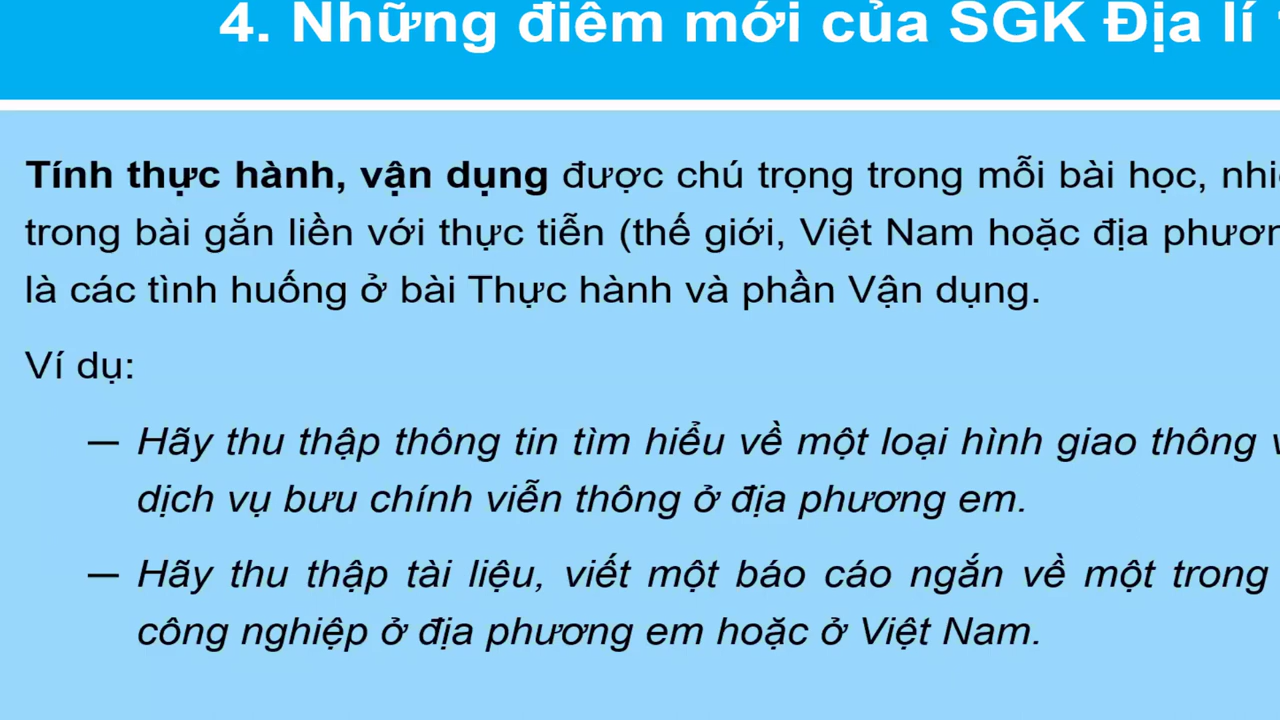 4. Những điểm mới của SGK Địa lí
Tính thực hành, vận dụng được chú trọng trong mỗi bài học,
trong bài gắn liền với thực tiễn (thế giới, Việt Nam hoặc địa
là các tình huống ở bài Thực hành và phần Vận dụng.
Ví dụ:
— Hãy thu thập thông tin tìm hiểu về một loại hình giao thông
dịch vụ bưu chính viễn thông ở địa phương em.
— Hãy thu thập tài liệu, viết một báo cáo ngắn về một trong
công nghiệp ở địa phương em hoặc ở Việt Nam.